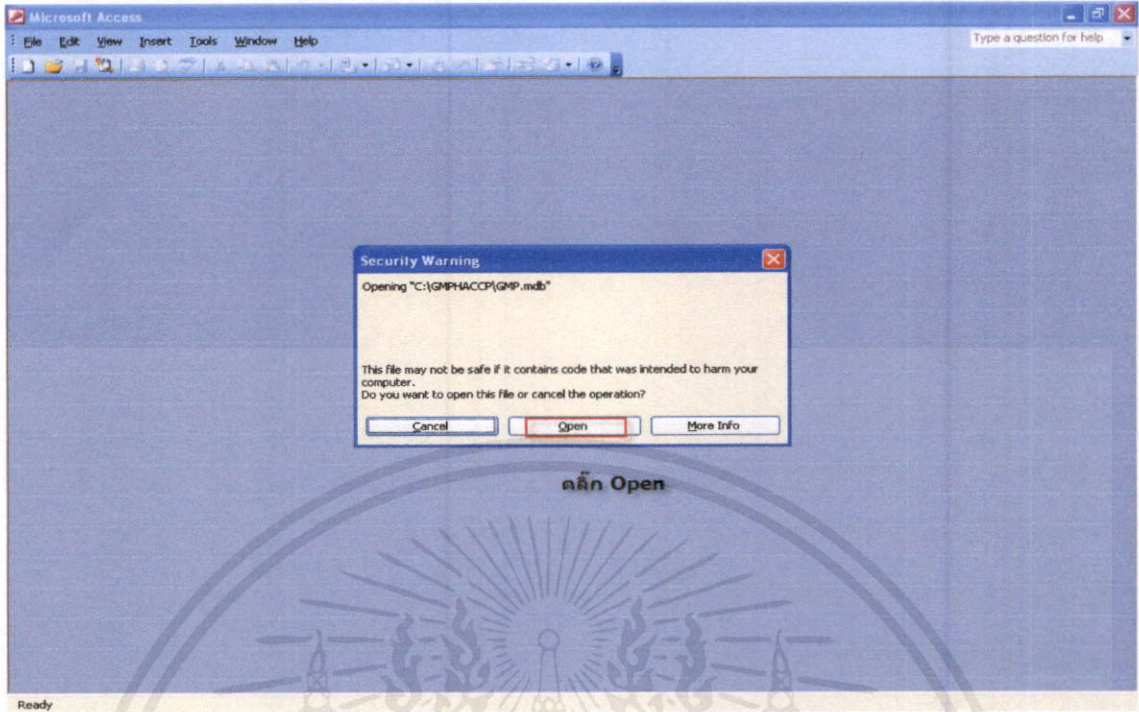 Microsoft Access
File Edit View Insert Tools Window Help
Type a question for help
Security Warning
Opening "C:\GMPHACCP\GMP.mdb"
This file may not be safe if it contains code that was intended to harm your
computer.
Do you want to open this file or cancel the operation?
Cancel Open More Info
คลิ๊ก Open
Ready